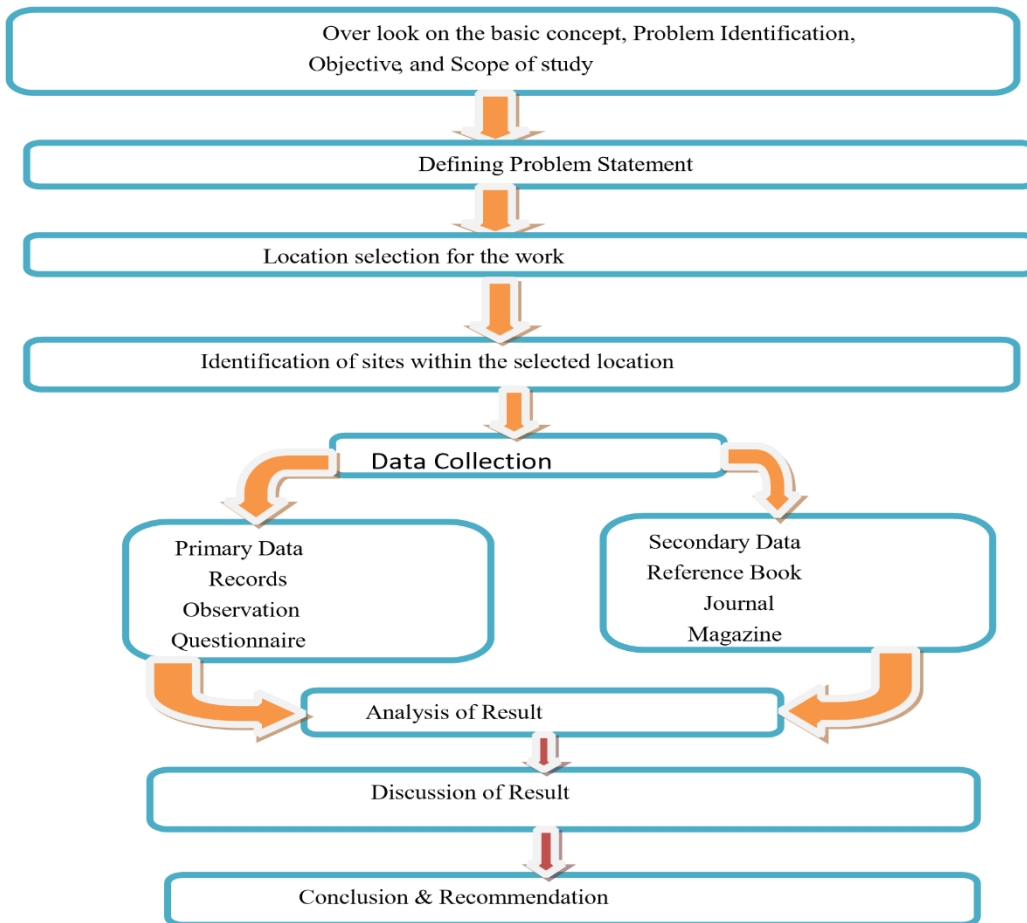 Over look on the basic concept, Problem Identification,
Objective, and Scope of study
Defining Problem Statement
Location selection for the work
Identification of sites within the selected location
Data Collection
Primary Data
Records
Observation
Questionnaire
Secondary Data
Reference Book
Journal
Magazine
Analysis of Result
Discussion of Result
Conclusion & Recommendation